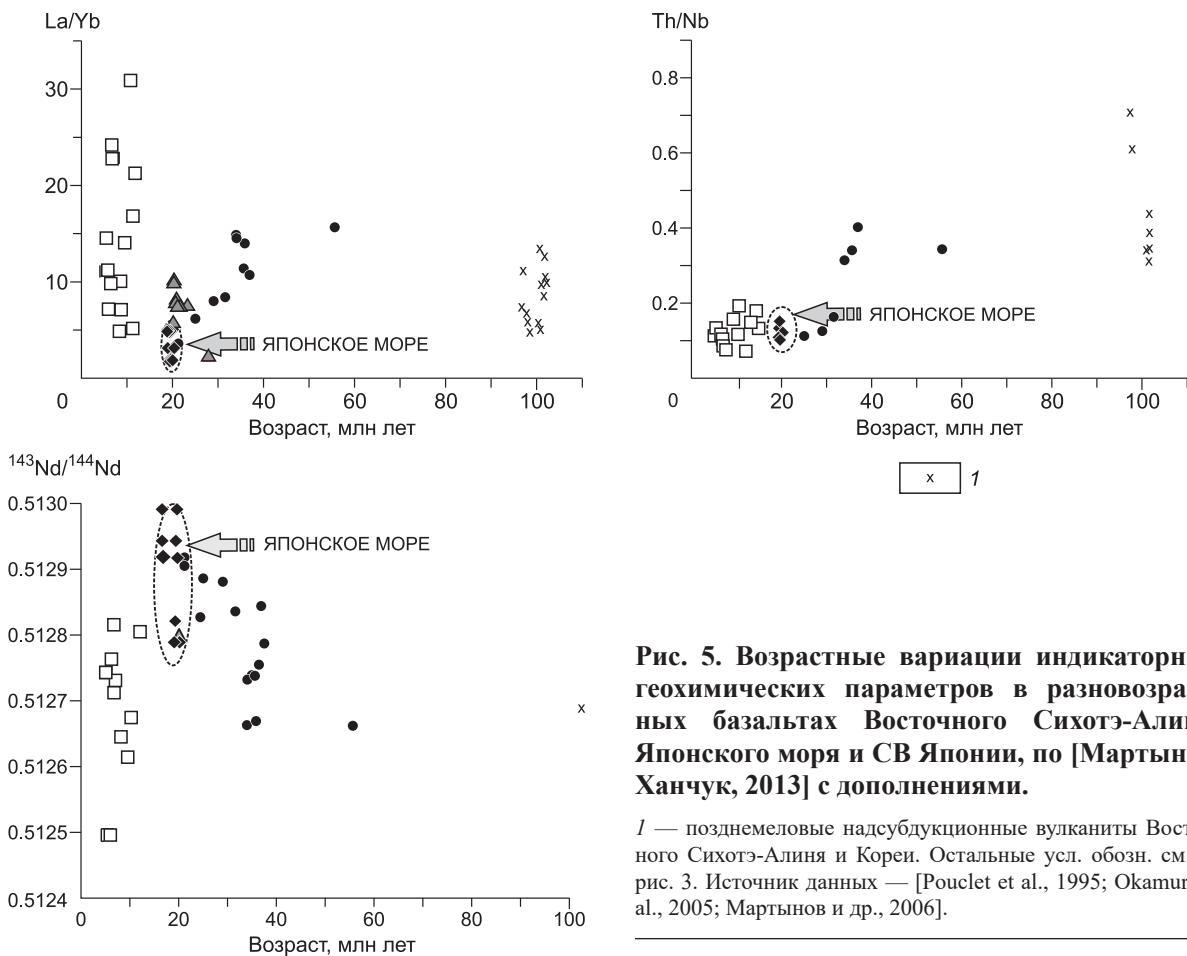 La/Yb
30
20
10
0
20
40
60
80
100
ЯПОНСКОЕ МОРЕ
Возраст, млн лет
Th/Nb
0.8
0.6
0.4
0.2
0
20
40
60
80
100
ЯПОНСКОЕ МОРЕ
Возраст, млн лет
x 1
143Nd/144Nd
0.5130
0.5129
0.5128
0.5127
0.5126
0.5125
0.5124
0
20
40
60
80
100
ЯПОНСКОЕ МОРЕ
Возраст, млн лет
Рис. 5. Возрастные вариации индикаторн
геохимических параметров в разновозра
ных базальтах Восточного Сихотэ-Алин
Японского моря и СВ Японии, по [Мартын
Ханчук, 2013] с дополнениями.
1 — позднемеловые надсубдукционные вулканиты Вост
ного Сихотэ-Алиня и Кореи. Остальные усл. обозн. см.
рис. 3. Источник данных — [Pouclet et al., 1995; Okamur
al., 2005; Мартынов и др., 2006].